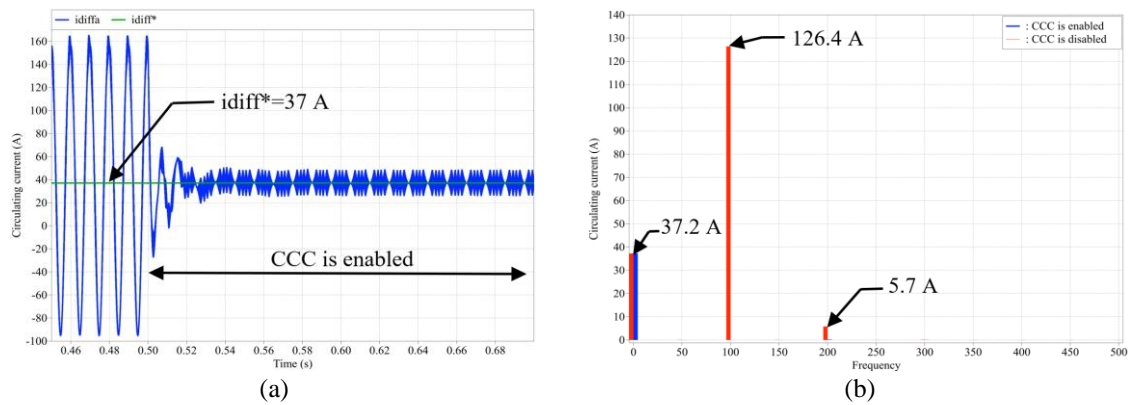 idiffa idiff*
160
140
120
100
80
60
40
20
0
-20
-40
-60
-80
-100
Circulating current (A)
idiff*=37 A
CCC is enabled
0.46 0.48 0.50 0.52 0.54 0.56 0.58 0.60 0.62 0.64 0.66 0.68
Time (s)
(a)
140
130
120
110
100
90
80
70
60
50
40
30
20
10
0
Circulating current (A)
: CCC is enabled
: CCC is disabled
126.4 A
37.2 A
5.7 A
0 50 100 150 200 250 300 350 400 450 500
Frequency
(b)